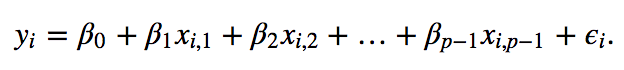 yᵢ = β₀ + β₁xᵢ,₁ + β₂xᵢ,₂ + … + βₚ₋₁xᵢ,ₚ₋₁ + ϵᵢ.